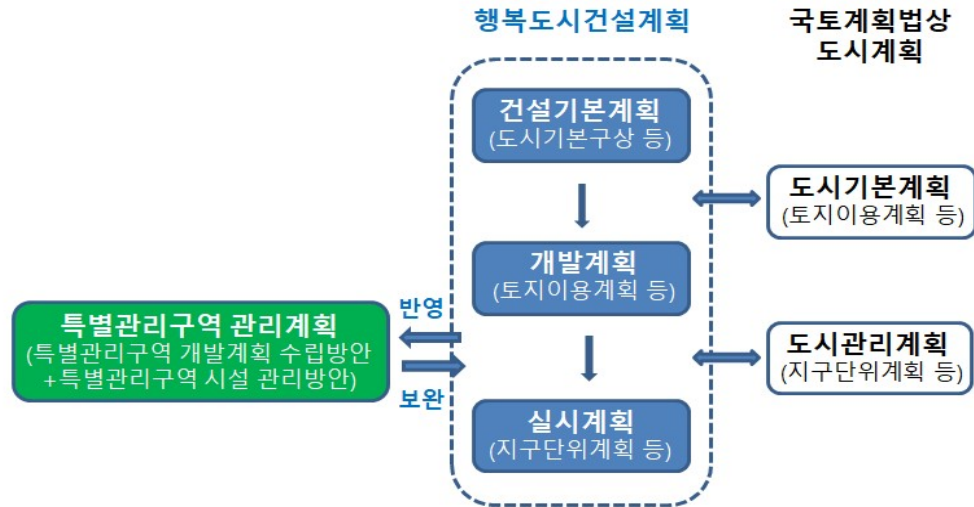 행복도시건설계획
국토계획법상
도시계획
건설기본계획
(도시기본구상 등)
도시기본계획
(토지이용계획 등)
개발계획
(토지이용계획 등)
반영
특별관리구역 관리계획
(특별관리구역 개발계획 수립방안
+특별관리구역 시설 관리방안)
보완
도시관리계획
(지구단위계획 등)
실시계획
(지구단위계획 등)